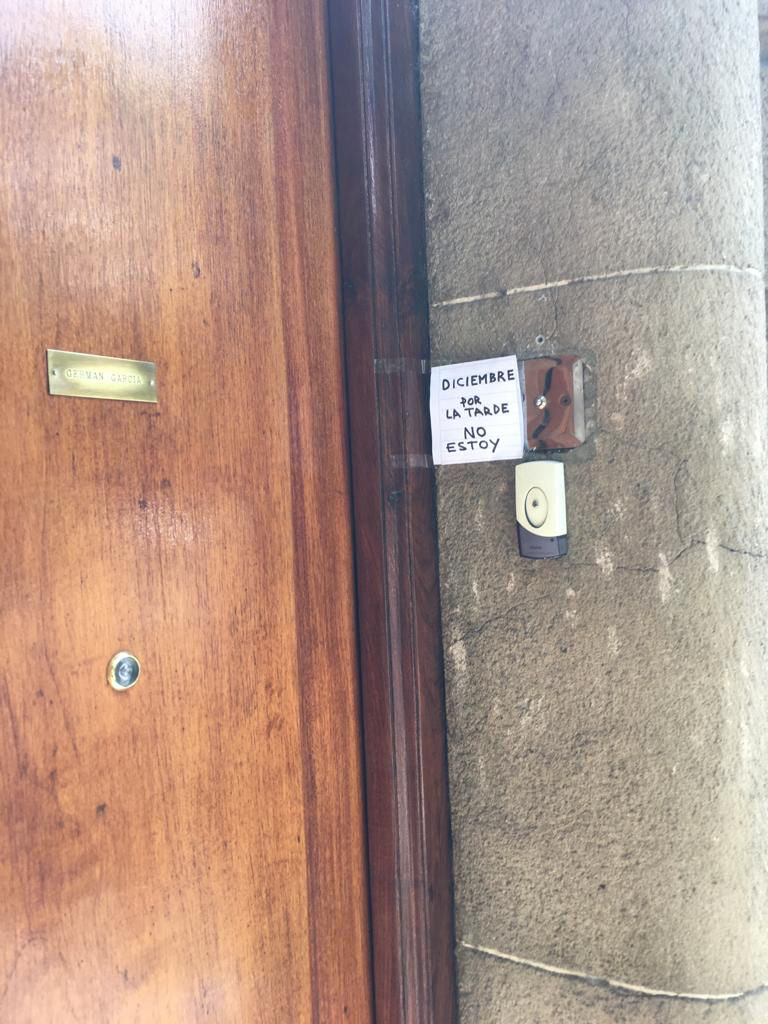 GERMAN GARCIA
DICIEMBRE
POR
LA TARDE
NO
ESTOY